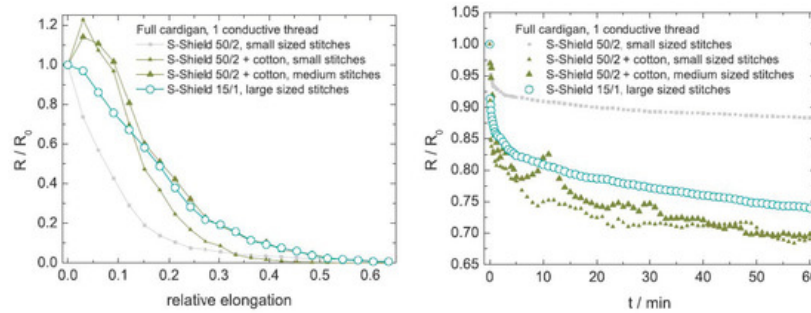 Full cardigan, 1 conductive thread
S-Shield 50/2, small sized stitches
S-Shield 50/2 + cotton, small stitches
S-Shield 50/2 + cotton, medium stitches
S-Shield 15/1, large sized stitches
1.2
1.0
0.8
0.6
0.4
0.2
0.0
R / R0
0.0 0.1 0.2 0.3 0.4 0.5 0.6
relative elongation
Full cardigan, 1 conductive thread
S-Shield 50/2, small sized stitches
S-Shield 50/2 + cotton, small sized stitches
S-Shield 50/2 + cotton, medium sized stitches
S-Shield 15/1, large sized stitches
1.00
0.95
0.90
0.85
0.80
0.75
0.70
0.65
R / R0
0 10 20 30 40 50 60
t / min